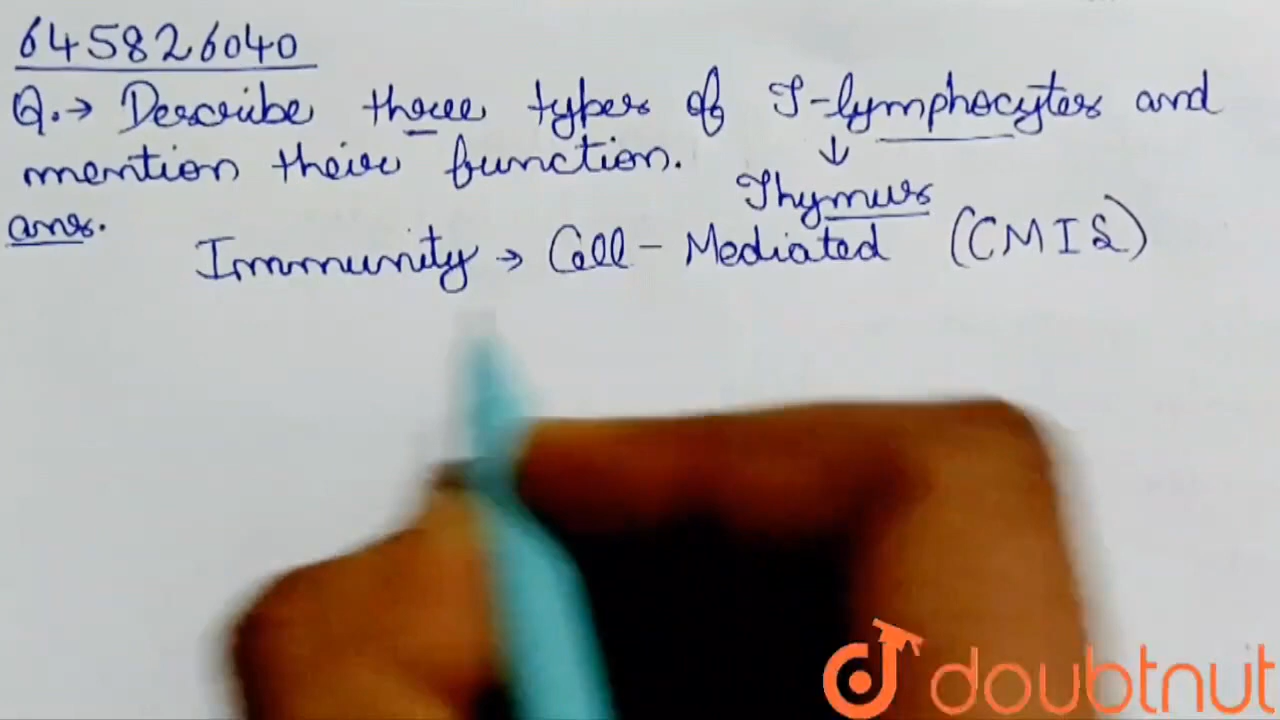 645826040
Q.→ Describe three types of T-lymphocytes and
mention their function.
↓
Thymus
ans.
Immunity → Cell-Mediated (CMIS)
doubtnut